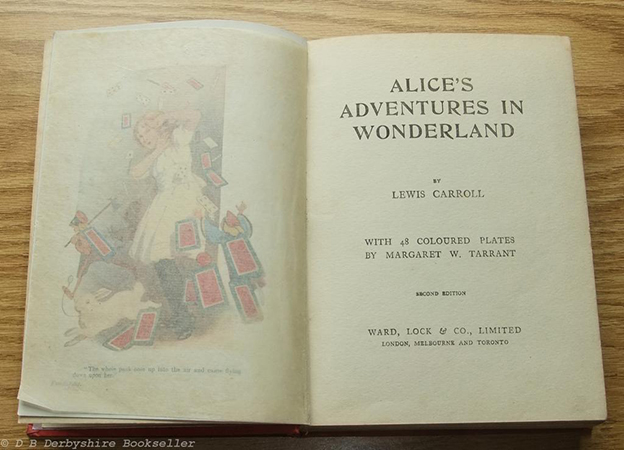 "The whole pack rose up into the air and came flying
down upon her."
ALICE'S
ADVENTURES IN
WONDERLAND
BY
LEWIS CARROLL
WITH 48 COLOURED PLATES
BY MARGARET W. TARRANT
SECOND EDITION
WARD, LOCK & CO., LIMITED
LONDON, MELBOURNE AND TORONTO
© D B Derbyshire Bookseller